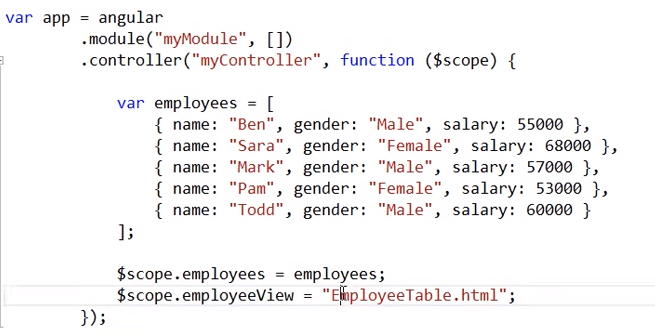 var app = angular
.module("myModule", [])
.controller("myController", function ($scope) {
var employees = [
{ name: "Ben", gender: "Male", salary: 55000 },
{ name: "Sara", gender: "Female", salary: 68000 },
{ name: "Mark", gender: "Male", salary: 57000 },
{ name: "Pam", gender: "Female", salary: 53000 },
{ name: "Todd", gender: "Male", salary: 60000 }
];
$scope.employees = employees;
$scope.employeeView = "EmployeeTable.html";
});